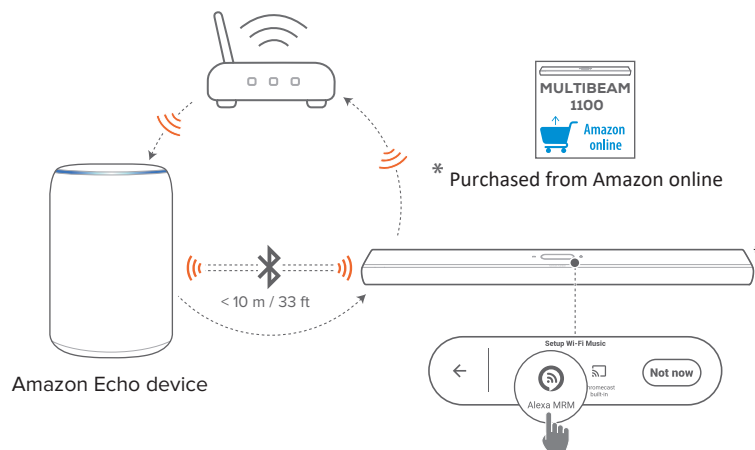 MULTIBEAM
1100
Amazon
online
* Purchased from Amazon online
< 10 m / 33 ft
Amazon Echo device
Setup Wi-Fi Music
Alexa MRM
hromecast
built-in
Not now